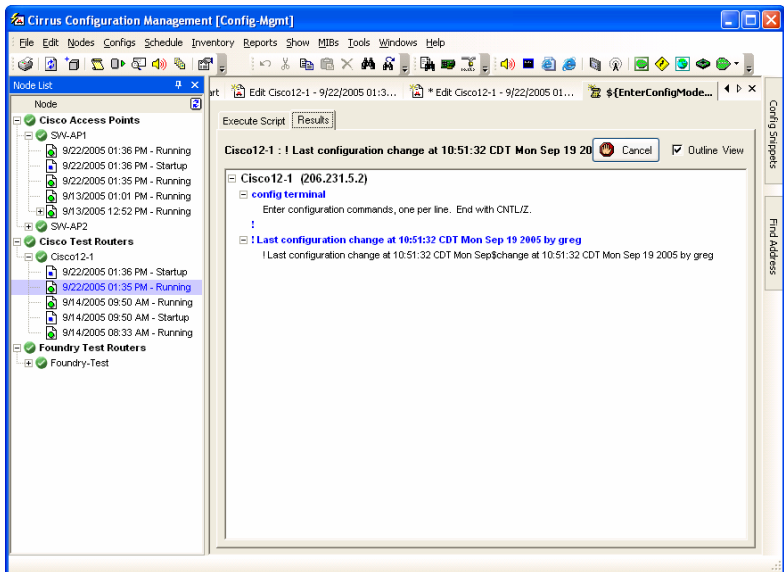 Cirrus Configuration Management [Config-Mgmt]
File Edit Nodes Configs Schedule Inventory Reports Show MIBs Tools Windows Help
Node List
Node
Cisco Access Points
SW-AP1
9/22/2005 01:36 PM - Running
9/22/2005 01:36 PM - Startup
9/22/2005 01:35 PM - Running
9/13/2005 01:01 PM - Running
9/13/2005 12:52 PM - Running
SW-AP2
Cisco Test Routers
Cisco12-1
9/22/2005 01:36 PM - Startup
9/22/2005 01:35 PM - Running
9/14/2005 09:50 AM - Running
9/14/2005 09:50 AM - Startup
9/14/2005 08:33 AM - Running
Foundry Test Routers
Foundry-Test
art Edit Cisco12-1 - 9/22/2005 01:3... * Edit Cisco12-1 - 9/22/2005 01... ${EnterConfigMode...
Execute Script Results
Cisco12-1 : ! Last configuration change at 10:51:32 CDT Mon Sep 19 20 Cancel Outline View
Cisco12-1 (206.231.5.2)
config terminal
Enter configuration commands, one per line. End with CNTL/Z.
!
! Last configuration change at 10:51:32 CDT Mon Sep 19 2005 by greg
! Last configuration change at 10:51:32 CDT Mon Sep$change at 10:51:32 CDT Mon Sep 19 2005 by greg
Config Snippets
Find Address